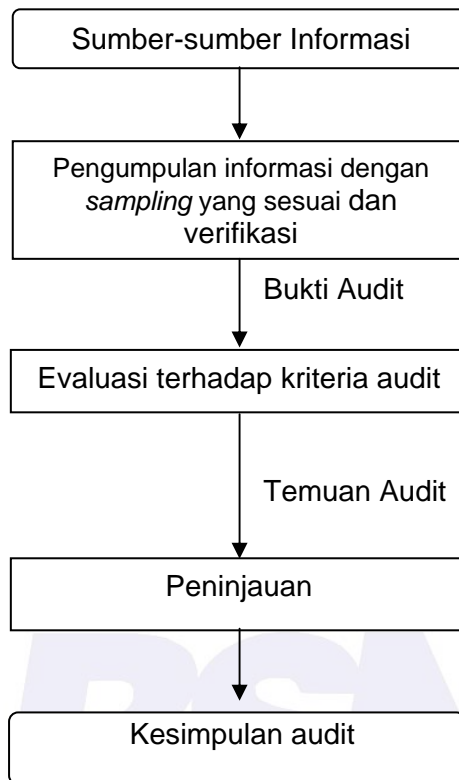 Sumber-sumber Informasi
Pengumpulan informasi dengan
sampling yang sesuai dan
verifikasi
Bukti Audit
Evaluasi terhadap kriteria audit
Temuan Audit
Peninjauan
Kesimpulan audit